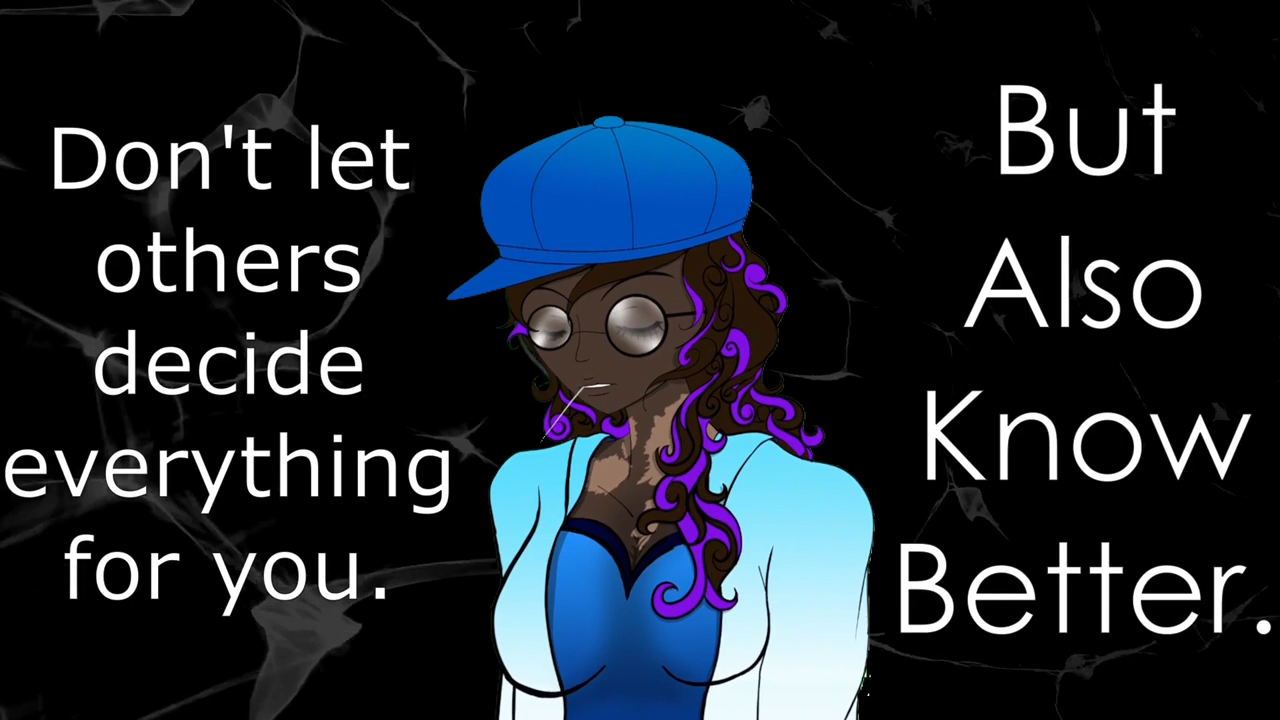 Don't let
others
decide
everything
for you.
But
Also
Know
Better.